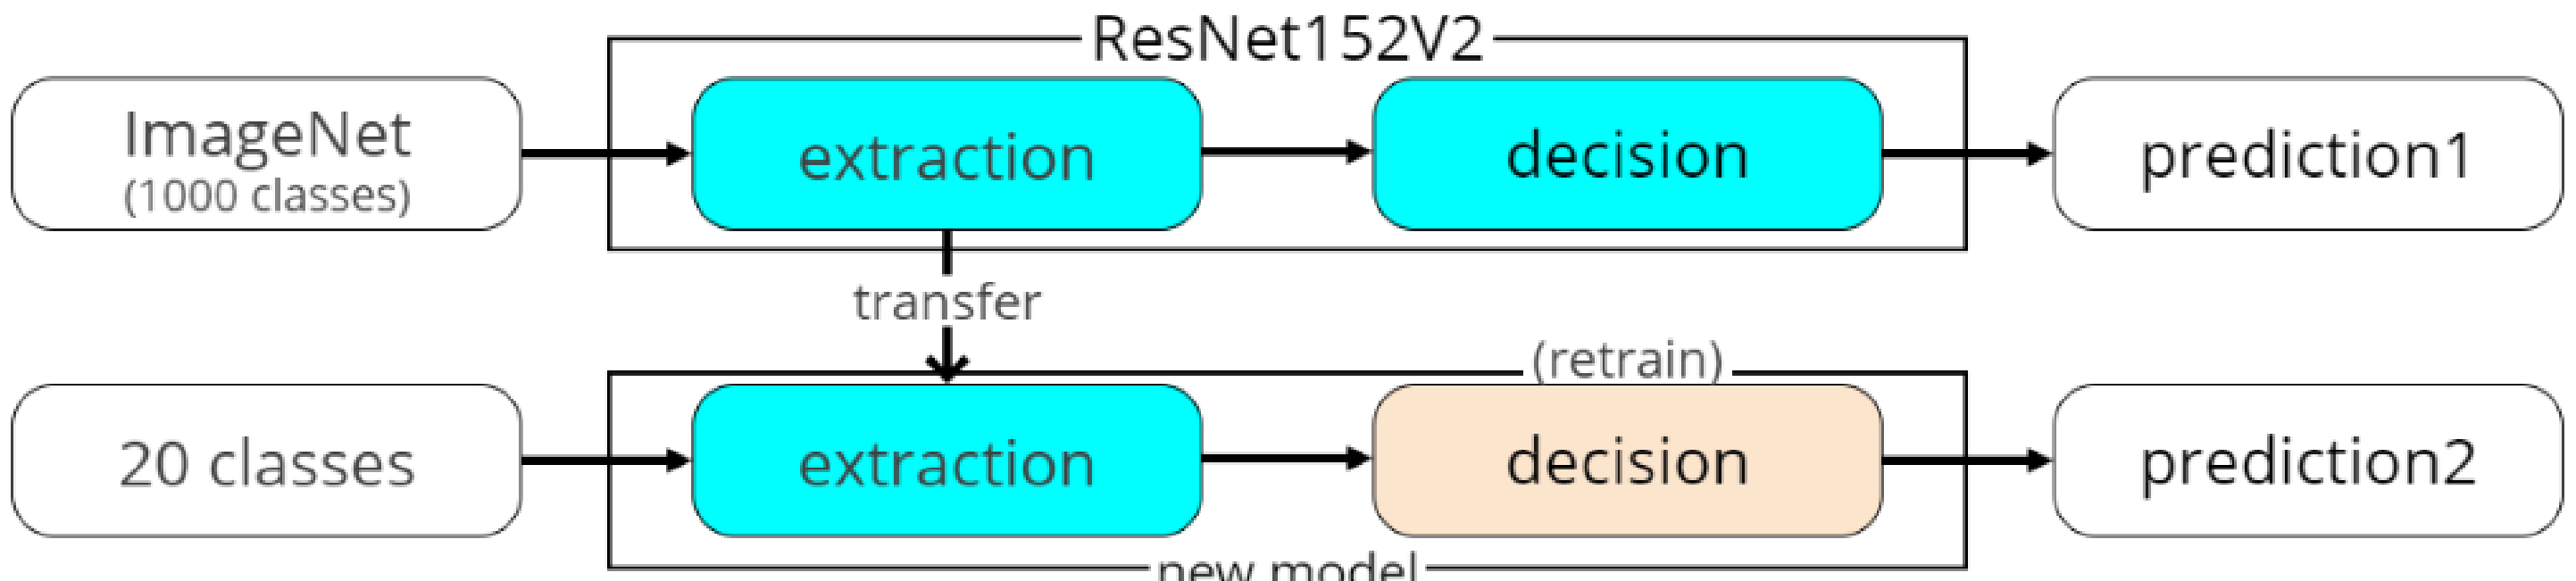 ResNet152V2
ImageNet
(1000 classes)
extraction
decision
prediction1
transfer
(retrain)
20 classes
extraction
decision
prediction2
new model